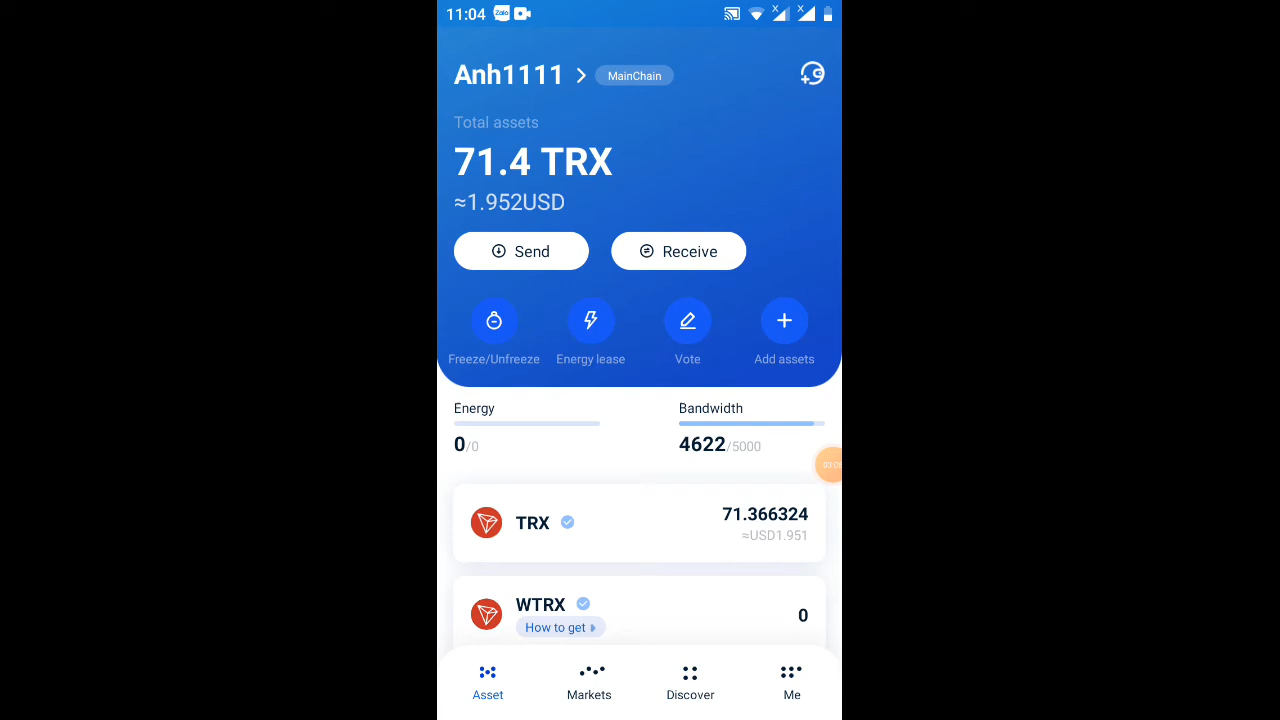 11:04 Zalo
Anh1111 MainChain
Total assets
71.4 TRX
≈1.952USD
Send Receive
Freeze/Unfreeze Energy lease Vote Add assets
Energy Bandwidth
0/0 4622/5000
TRX 71.366324
≈USD1.951
WTRX 0
How to get
Asset Markets Discover Me